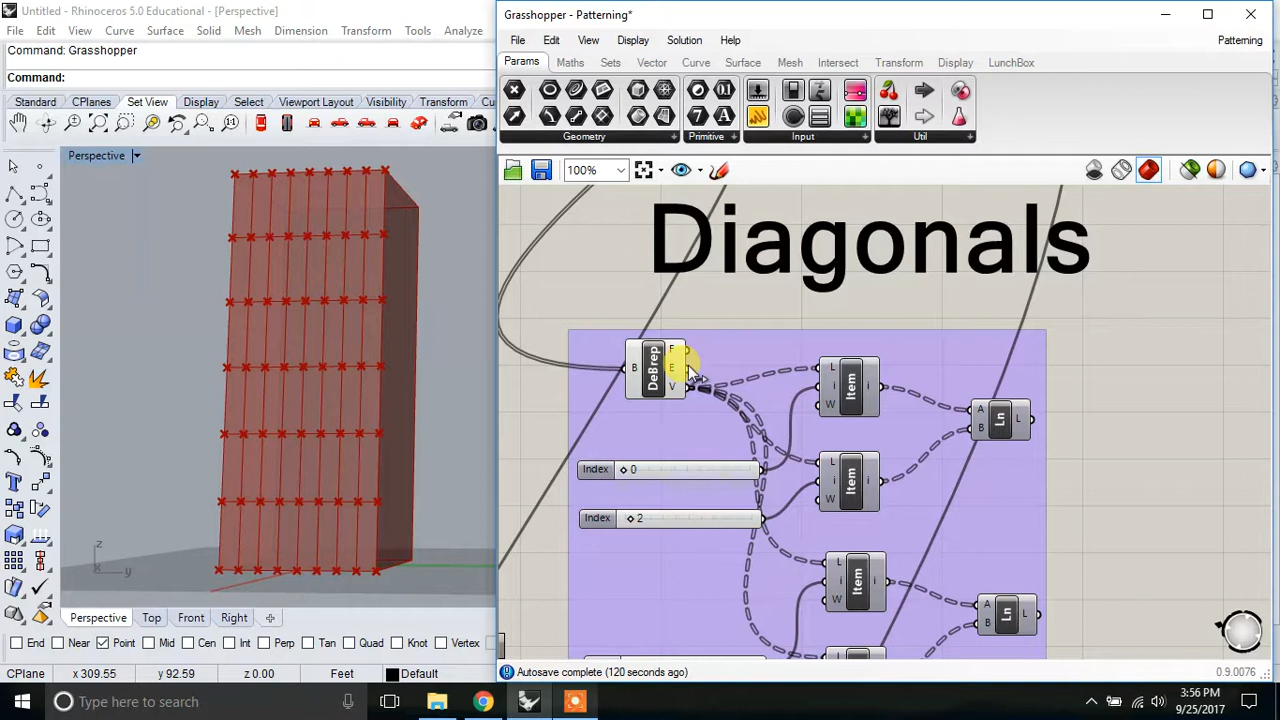 Untitled - Rhinoceros 5.0 Educational - [Perspective]
File Edit View Curve Surface Solid Mesh Dimension Transform Tools Analyze
Command: Grasshopper
Command:
Standard CPlanes Set View Display Select Viewport Layout Visibility Transform
Perspective
z
x y
Perspective Top Front Right
End Near Point Mid Cen Int Perp Tan Quad Knot Vertex
CPlane x 309.55 y 92.59 z 0.00 Feet Default
Grasshopper - Patterning*
File Edit View Display Solution Help Patterning
Params Maths Sets Vector Curve Surface Mesh Intersect Transform Display LunchBox
Geometry Primitive Input Util
100%
Diagonals
B DeBrep F E V
L i W Item i
A B Ln L
Index 0
L i W Item i
Index 2
L i W Item i
A B Ln L
L
Autosave complete (120 seconds ago) 0.9.0076
Type here to search
3:56 PM
9/25/2017